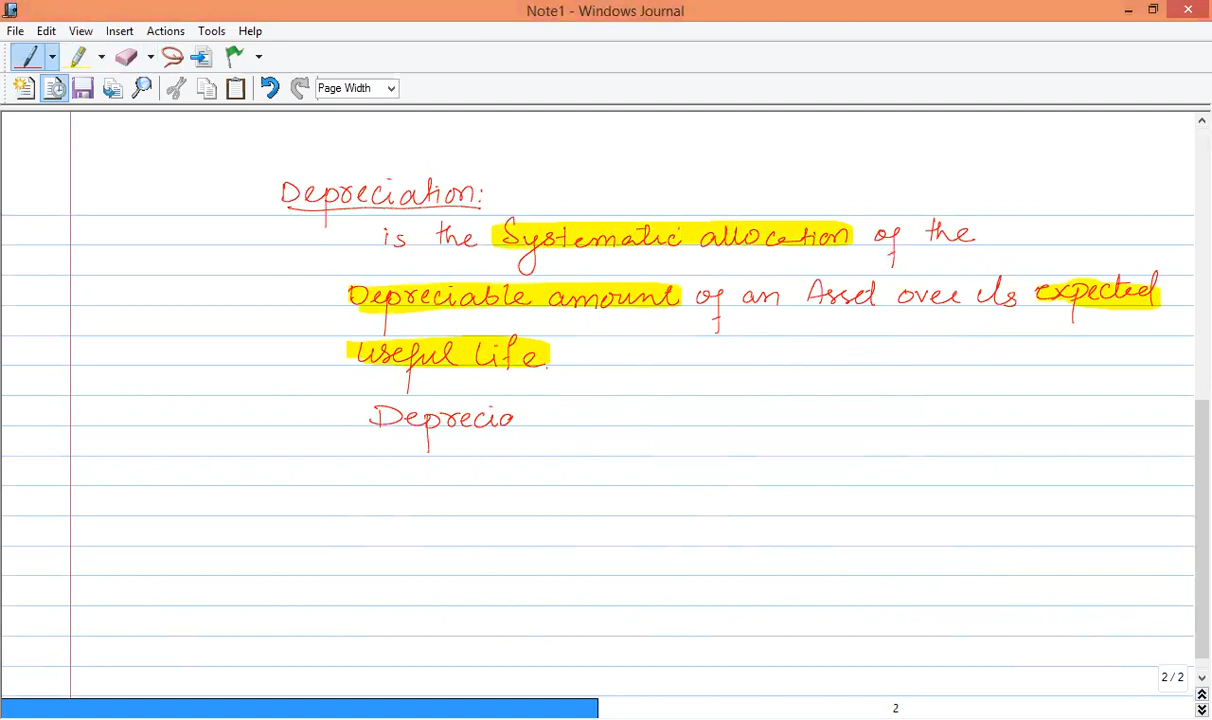 Note1 - Windows Journal
File Edit View Insert Actions Tools Help
Page Width
Depreciation:
is the Systematic allocation of the
Depreciable amount of an Asset over its expected
useful life.
Deprecia
2 / 2
2